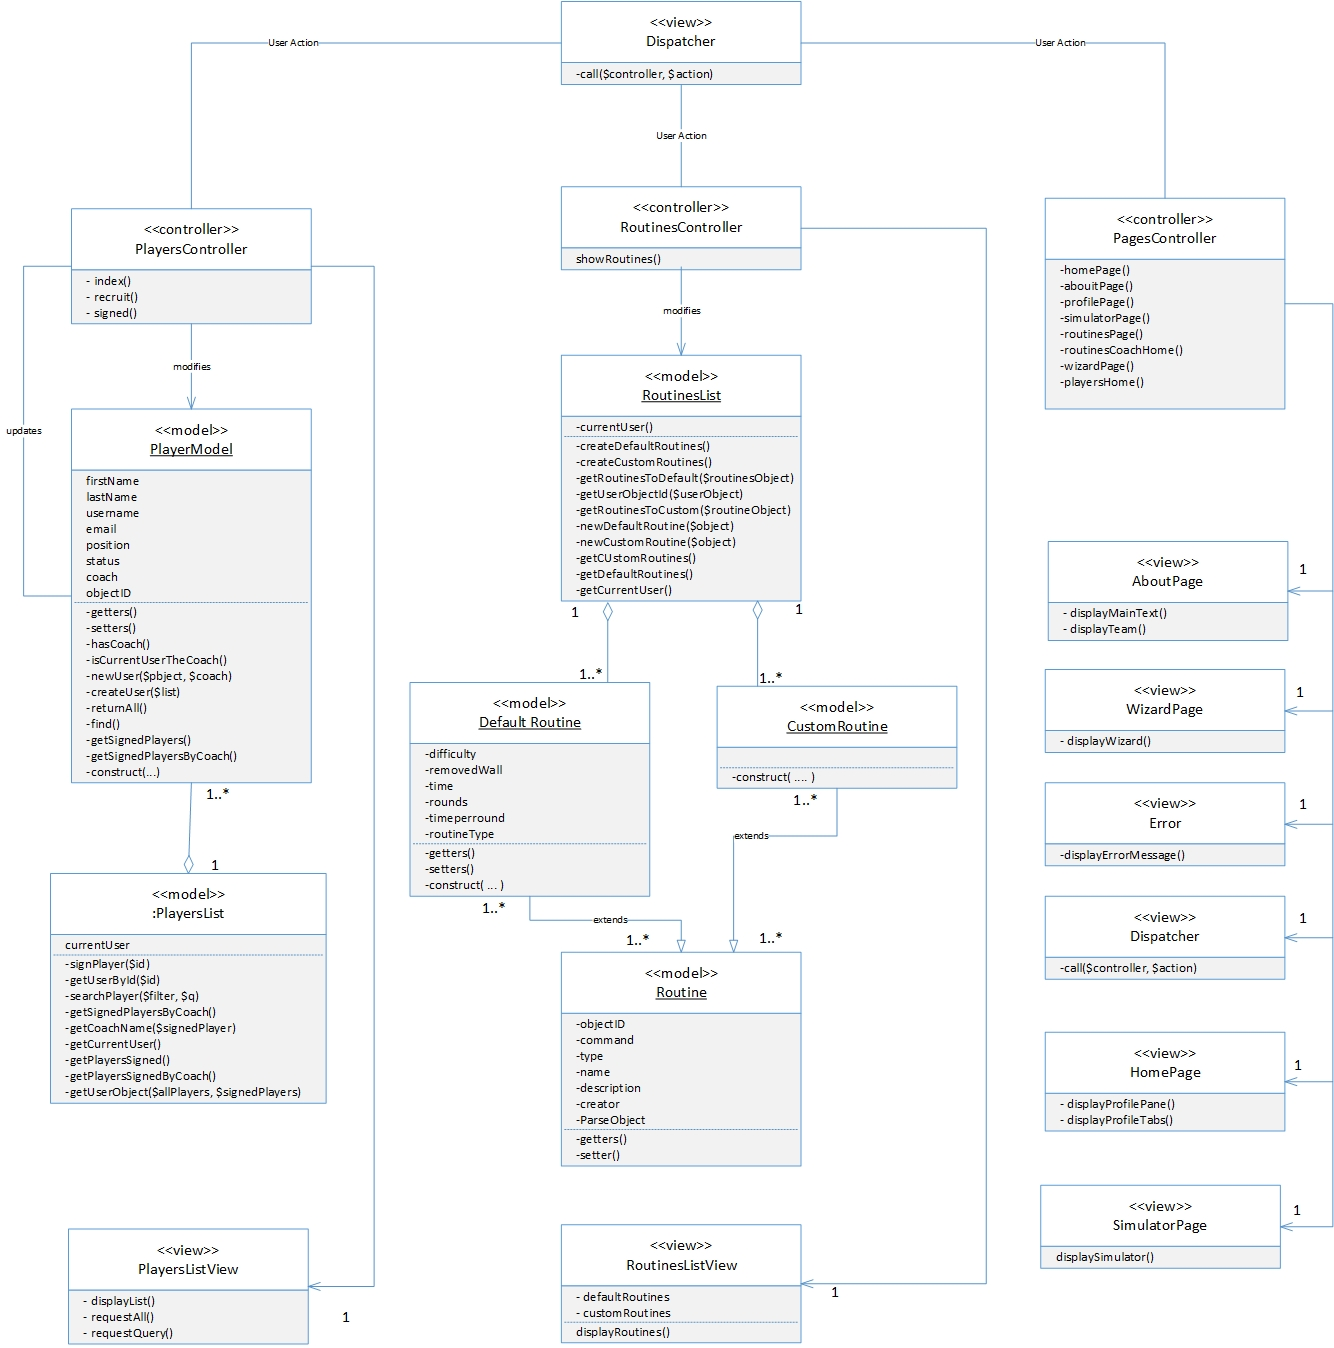 <<view>>
Dispatcher
-call($controller, $action)
User Action
User Action
User Action
<<controller>>
PlayersController
- index()
- recruit()
- signed()
modifies
updates
<<model>>
PlayerModel
firstName
lastName
username
email
position
status
coach
objectID
-getters()
-setters()
-hasCoach()
-isCurrentUserTheCoach()
-newUser($pbject, $coach)
-createUser($list)
-returnAll()
-find()
-getSignedPlayers()
-getSignedPlayersByCoach()
-construct(...)
1..*
1
<<model>>
:PlayersList
currentUser
-signPlayer($id)
-getUserById($id)
-searchPlayer($filter, $q)
-getSignedPlayersByCoach()
-getCoachName($signedPlayer)
-getCurrentUser()
-getPlayersSigned()
-getPlayersSignedByCoach()
-getUserObject($allPlayers, $signedPlayers)
<<view>>
PlayersListView
- displayList()
- requestAll()
- requestQuery()
1
<<controller>>
RoutinesController
showRoutines()
modifies
<<model>>
RoutinesList
-currentUser()
-createDefaultRoutines()
-createCustomRoutines()
-getRoutinesToDefault($routinesObject)
-getUserObjectId($userObject)
-getRoutinesToCustom($routineObject)
-newDefaultRoutine($object)
-newCustomRoutine($object)
-getCUstomRoutines()
-getDefaultRoutines()
-getCurrentUser()
1
1
1..*
1..*
<<model>>
Default Routine
-difficulty
-removedWall
-time
-rounds
-timeperround
-routineType
-getters()
-setters()
-construct( ... )
1..*
<<model>>
CustomRoutine
-construct( .... )
1..*
extends
extends
1..*
1..*
<<model>>
Routine
-objectID
-command
-type
-name
-description
-creator
-ParseObject
-getters()
-setter()
<<view>>
RoutinesListView
- defaultRoutines
- customRoutines
displayRoutines()
1
<<controller>>
PagesController
-homePage()
-abouitPage()
-profilePage()
-simulatorPage()
-routinesPage()
-routinesCoachHome()
-wizardPage()
-playersHome()
<<view>>
AboutPage
- displayMainText()
- displayTeam()
1
<<view>>
WizardPage
- displayWizard()
1
<<view>>
Error
-displayErrorMessage()
1
<<view>>
Dispatcher
-call($controller, $action)
1
<<view>>
HomePage
- displayProfilePane()
- displayProfileTabs()
1
<<view>>
SimulatorPage
displaySimulator()
1